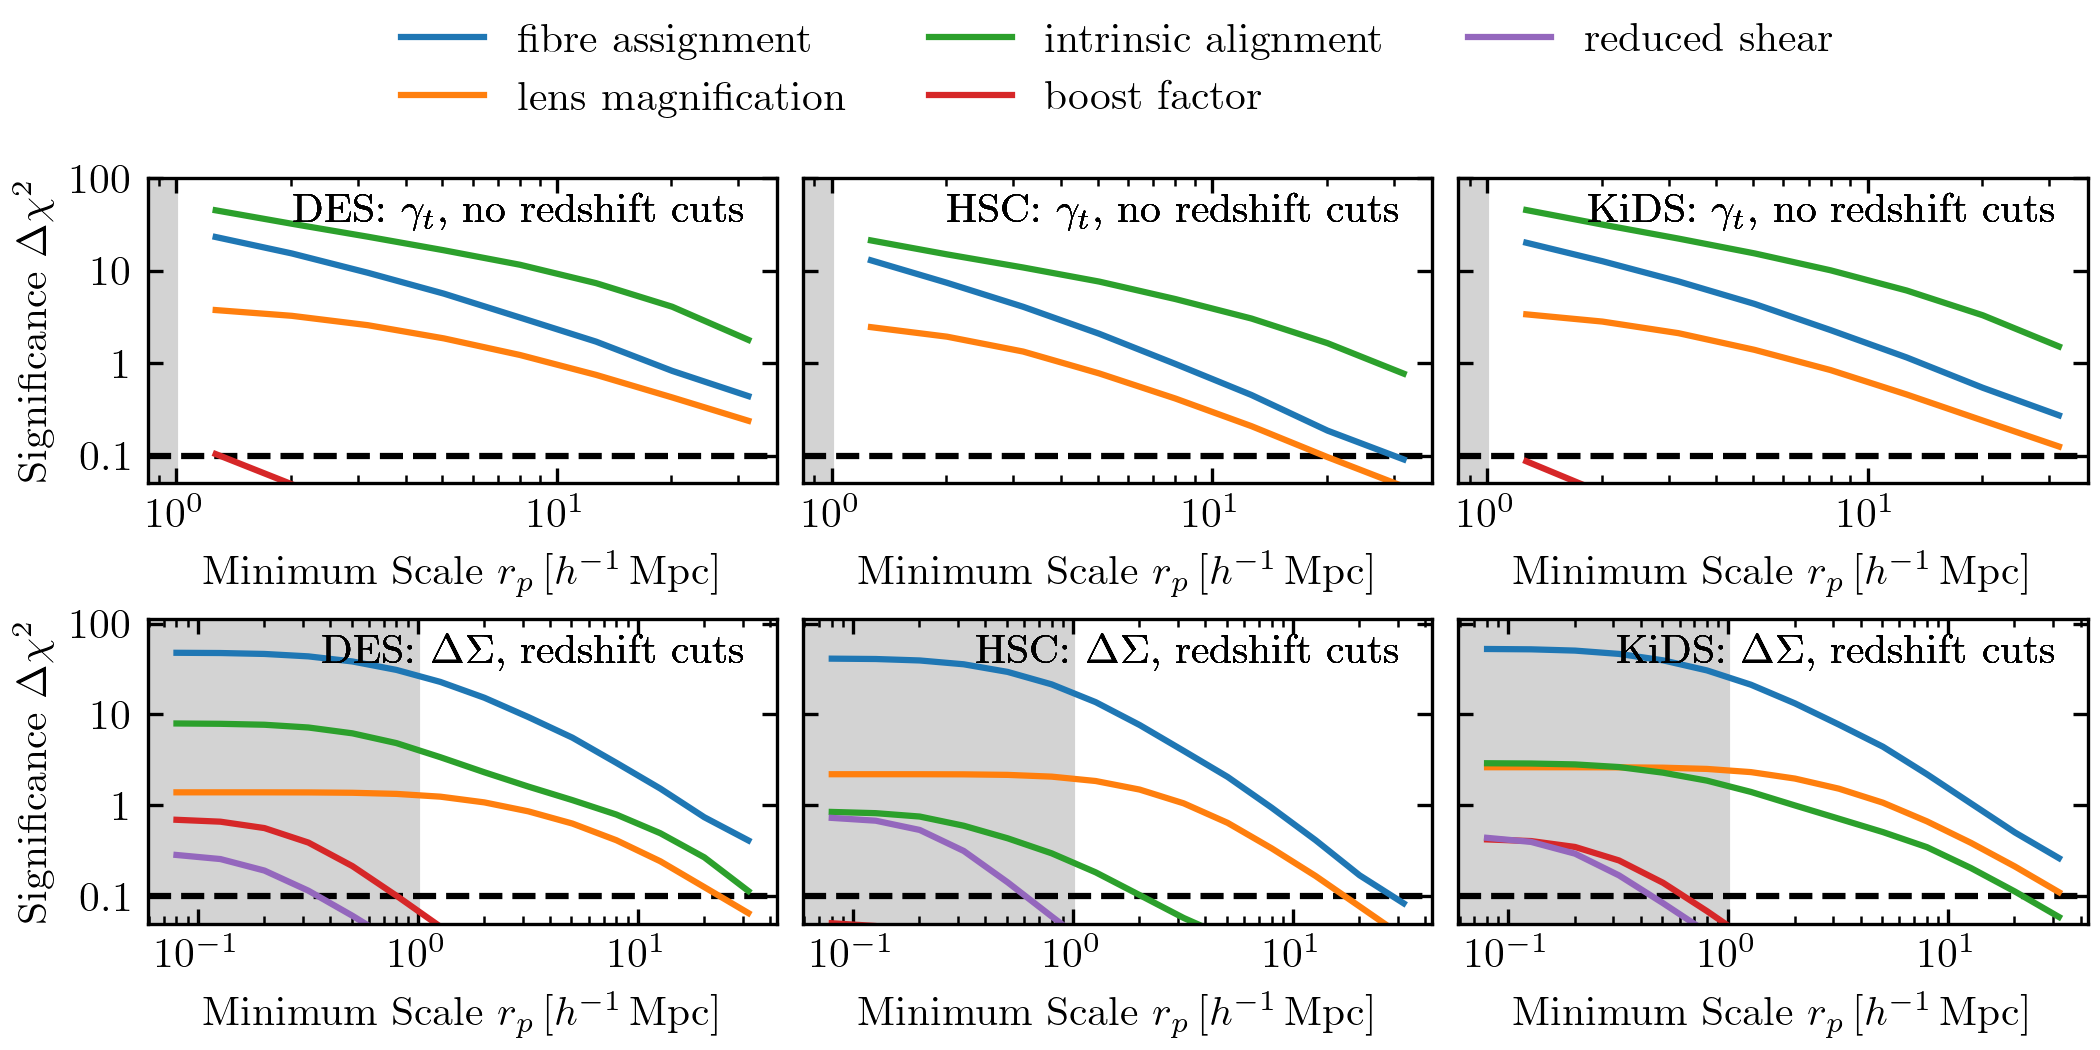 fibre assignment
intrinsic alignment
reduced shear
lens magnification
boost factor
Significance Δχ²
100
10
1
0.1
DES: γₜ, no redshift cuts
HSC: γₜ, no redshift cuts
KiDS: γₜ, no redshift cuts
10⁰ 10¹
10⁰ 10¹
10⁰ 10¹
Minimum Scale rₚ [h⁻¹ Mpc]
Minimum Scale rₚ [h⁻¹ Mpc]
Minimum Scale rₚ [h⁻¹ Mpc]
Significance Δχ²
100
10
1
0.1
DES: ΔΣ, redshift cuts
HSC: ΔΣ, redshift cuts
KiDS: ΔΣ, redshift cuts
10⁻¹ 10⁰ 10¹
10⁻¹ 10⁰ 10¹
10⁻¹ 10⁰ 10¹
Minimum Scale rₚ [h⁻¹ Mpc]
Minimum Scale rₚ [h⁻¹ Mpc]
Minimum Scale rₚ [h⁻¹ Mpc]